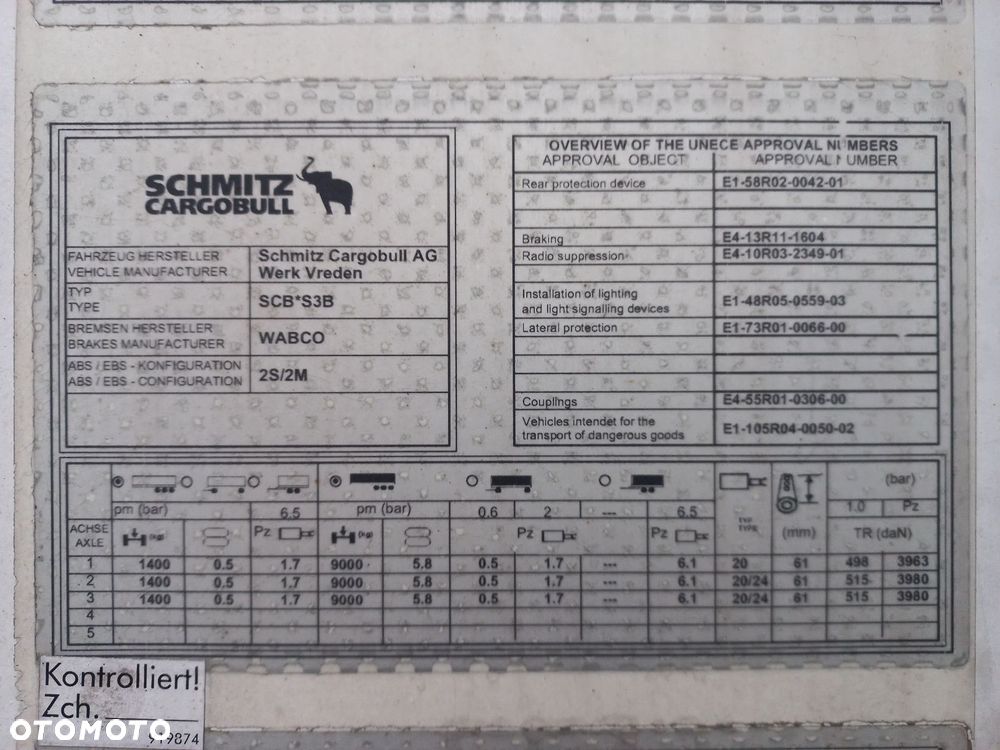 SCHMITZ
CARGOBULL
FAHRZEUG HERSTELLER
VEHICLE MANUFACTURER
Schmitz Cargobull AG
Werk Vreden
TYP
TYPE
SCB*S3B
BREMSEN HERSTELLER
BRAKES MANUFACTURER
WABCO
ABS / EBS - KONFIGURATION
ABS / EBS - CONFIGURATION
2S/2M
OVERVIEW OF THE UNECE APPROVAL NUMBERS
APPROVAL OBJECT APPROVAL NUMBER
Rear protection device E1-58R02-0042-01
Braking E4-13R11-1604
Radio suppression E4-10R03-2349-01
Installation of lighting
and light signalling devices E1-48R05-0559-03
Lateral protection E1-73R01-0066-00
Couplings E4-55R01-0306-00
Vehicles intendet for the
transport of dangerous goods E1-105R04-0050-02
(bar)
pm (bar) 6.5 pm (bar) 0.6 2 --- 6.5 1.0 Pz
ACHSE
AXLE
(kg) Pz (kg) Pz Pz TYP TYPE (mm) TR (daN)
1 1400 0.5 1.7 9000 5.8 0.5 1.7 --- 6.1 20 61 498 3963
2 1400 0.5 1.7 9000 5.8 0.5 1.7 --- 6.1 20/24 61 515 3980
3 1400 0.5 1.7 9000 5.8 0.5 1.7 --- 6.1 20/24 61 515 3980
4
5
Kontrolliert!
Zch.
919874
OTOMOTO